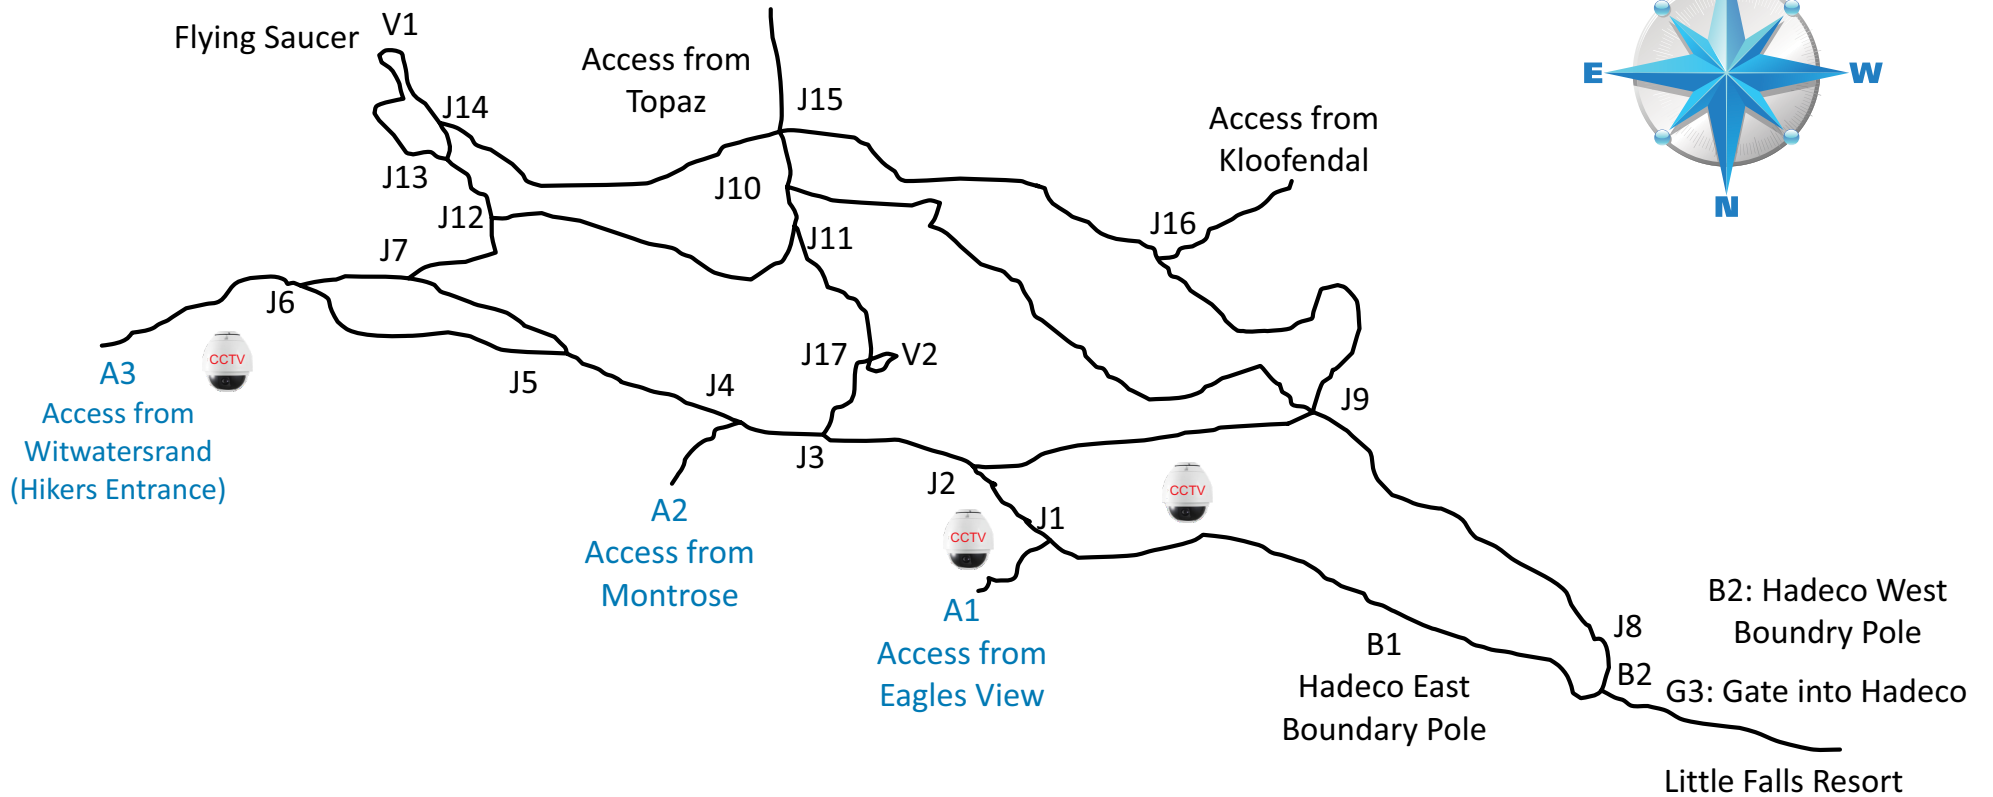 V1
Flying Saucer
Access from
Topaz
J14
J15
E
W
N
Access from
Kloofendal
J13
J10
J12
J16
J7
J11
J6
CCTV
A3
Access from
Witwatersrand
(Hikers Entrance)
J17
V2
J5
J4
J9
J3
J2
CCTV
A2
Access from
Montrose
J1
CCTV
A1
Access from
Eagles View
B1
Hadeco East
Boundary Pole
J8
B2: Hadeco West
Boundry Pole
B2
G3: Gate into Hadeco
Little Falls Resort